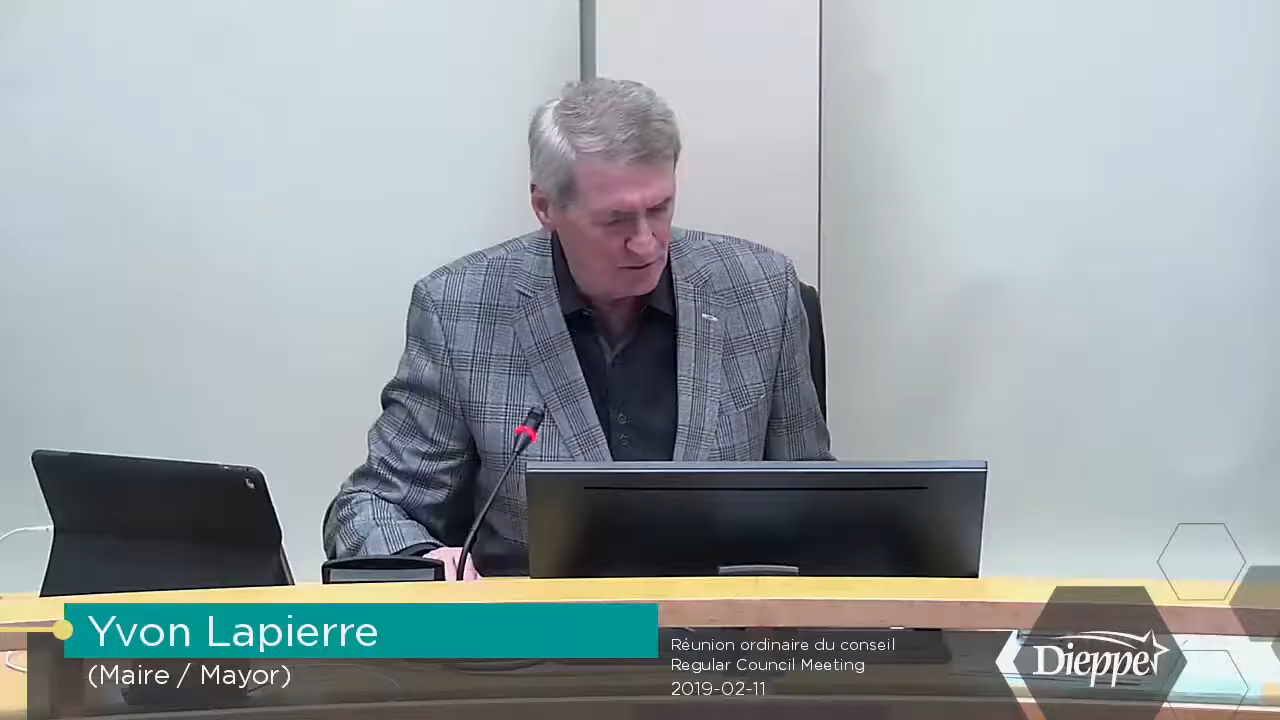 Yvon Lapierre
(Maire / Mayor)
Réunion ordinaire du conseil
Regular Council Meeting
2019-02-11
Dieppe